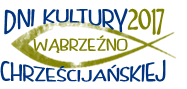 DNI KULTURY 2017
WĄBRZEŹNO
CHRZEŚCIJAŃSKIEJ